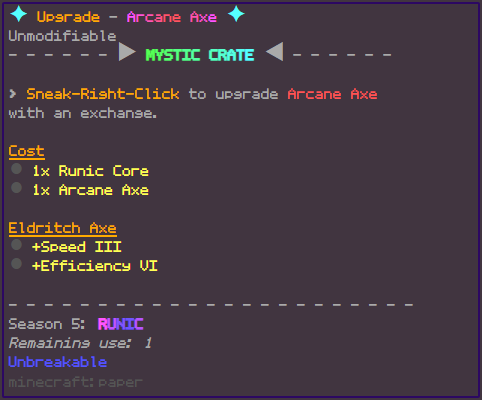 ✦ Upgrade - Arcane Axe ✦
Unmodifiable
- - - - - - ▶ MYSTIC CRATE ◀ - - - - - -
> Sneak-Right-Click to upgrade Arcane Axe
with an exchange.
Cost
● 1x Runic Core
● 1x Arcane Axe
Eldritch Axe
● +Speed III
● +Efficiency VI
- - - - - - - - - - - - - - - - - - - - - - - -
Season 5: RUNIC
Remaining use: 1
Unbreakable
minecraft:paper